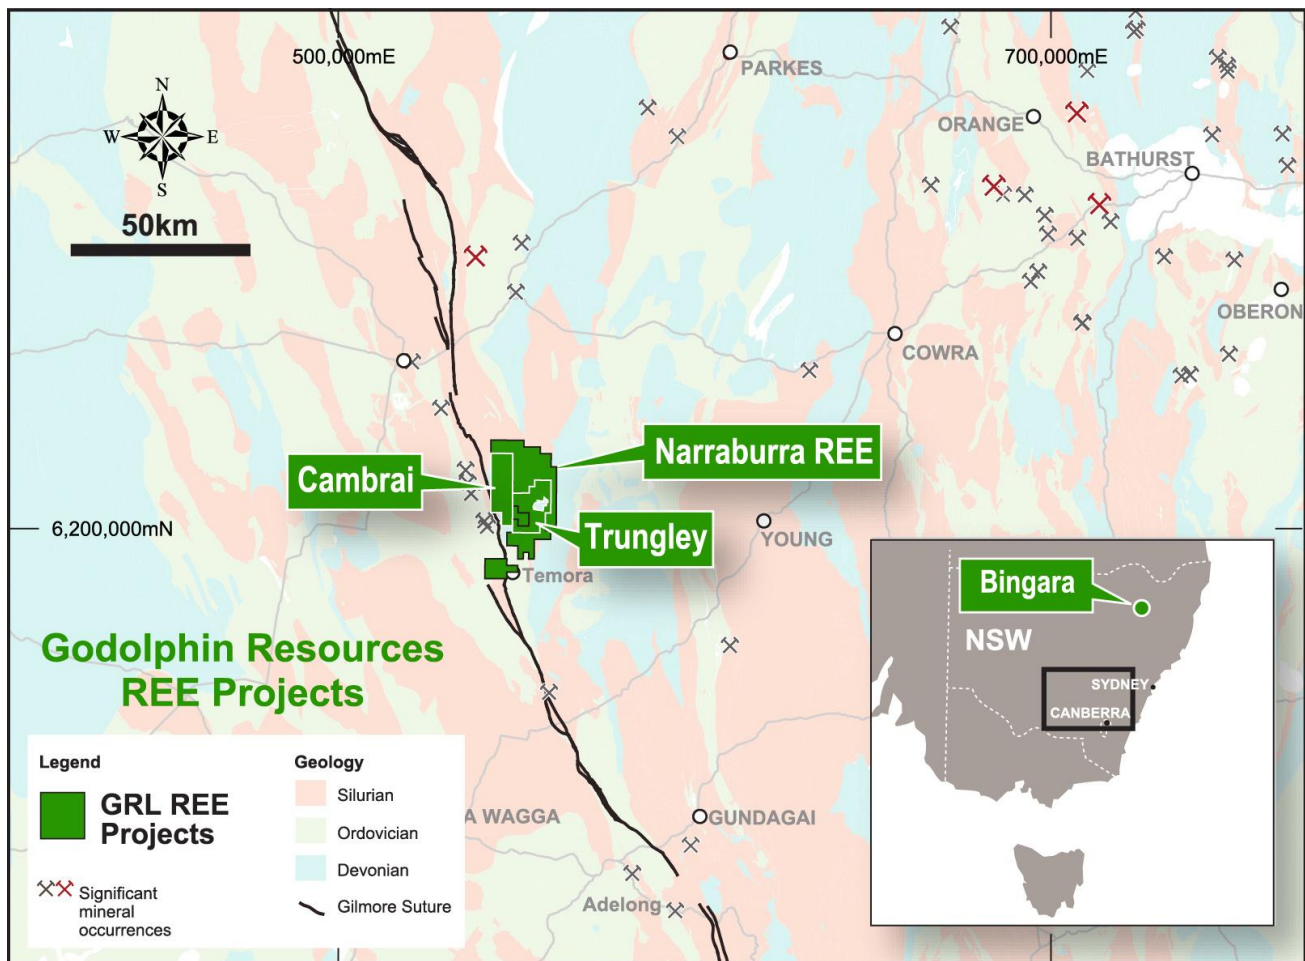 500,000mE
700,000mE
PARKES
N
W
E
S
ORANGE
BATHURST
50km
OBERON
COWRA
Narraburra REE
Cambrai
6,200,000mN
Trungley
YOUNG
Temora
Bingara
NSW
SYDNEY
CANBERRA
Godolphin Resources
REE Projects
Legend
GRL REE
Projects
Significant
mineral
occurrences
Geology
Silurian
Ordovician
Devonian
Gilmore Suture
A WAGGA
GUNDAGAI
Adelong